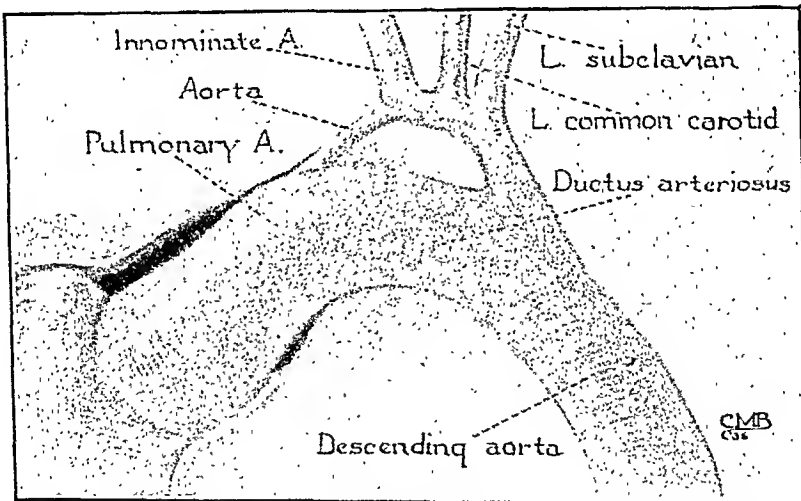 Innominate A.
L. subclavian
Aorta
L. common carotid
Pulmonary A.
Ductus arteriosus
Descending aorta
CMB